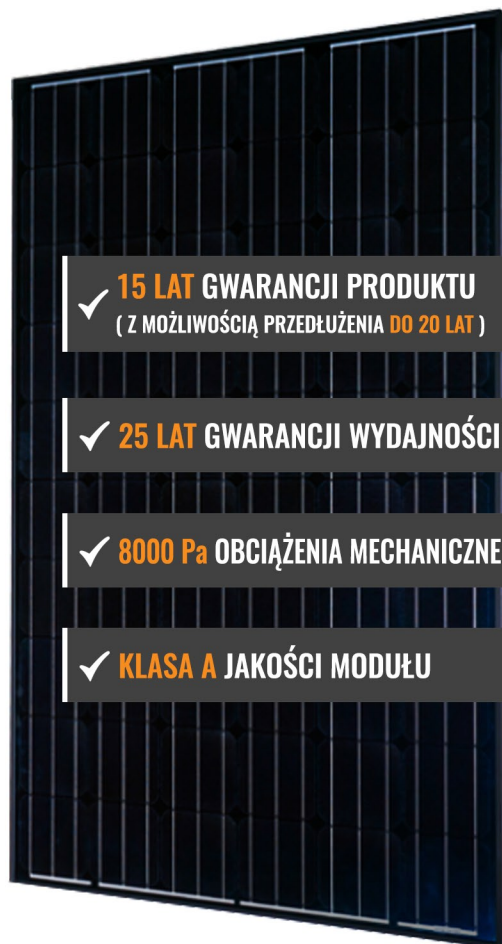 15 LAT GWARANCJI PRODUKTU
( Z MOŻLIWOŚCIĄ PRZEDŁUŻENIA DO 20 LAT )
25 LAT GWARANCJI WYDAJNOŚCI
8000 Pa OBCIĄŻENIA MECHANICZNE
KLASA A JAKOŚCI MODUŁU